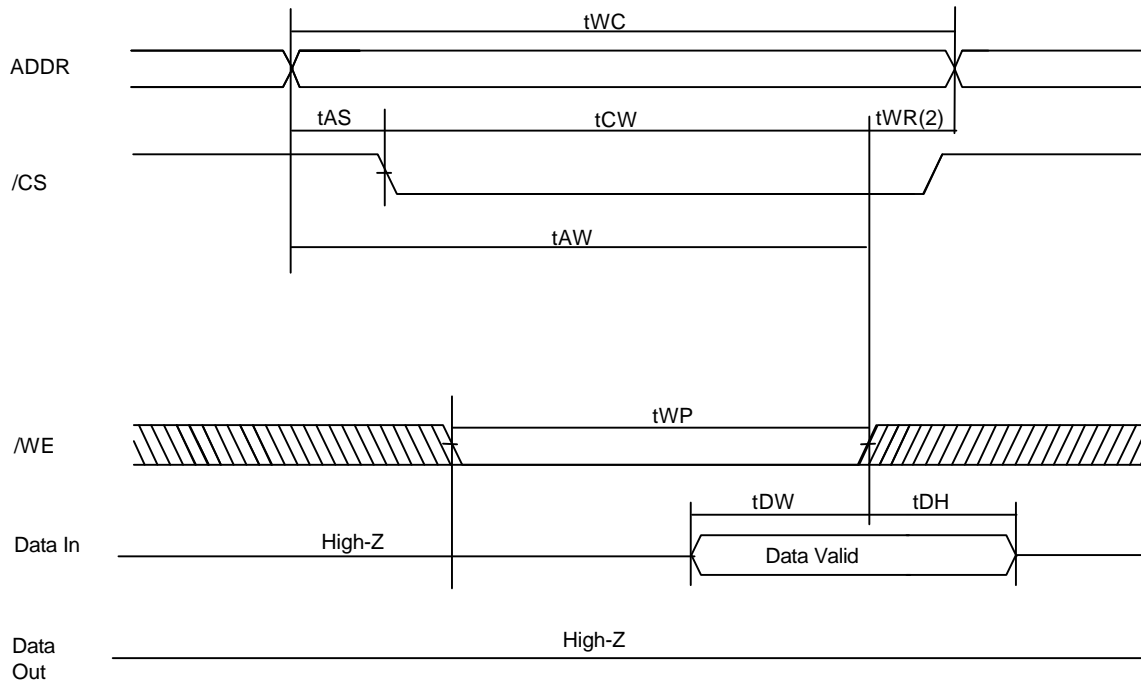 tWC
ADDR
tAS
tCW
tWR(2)
/CS
tAW
tWP
/WE
tDW
tDH
Data In
High-Z
Data Valid
High-Z
Data
Out